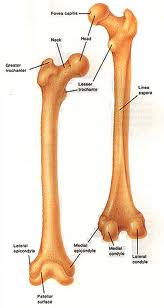 Fovea capitis
Neck
Head
Greater
trochanter
Lesser
trochanter
Linea
aspera
Lateral
epicondyle
Medial
epicondyle
Medial
condyle
Lateral
condyle
Patellar
surface